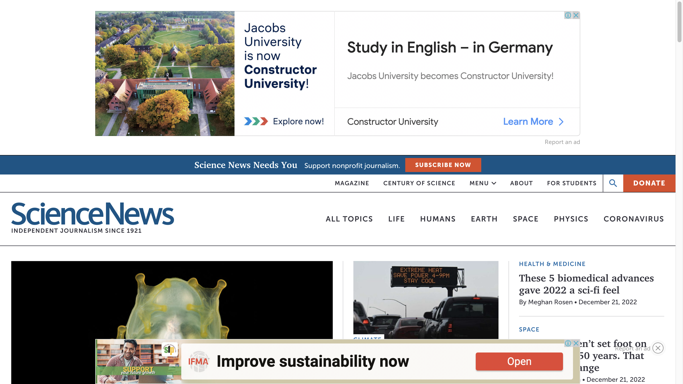 Jacobs
University
is now
Constructor
University!
Explore now!
Study in English – in Germany
Jacobs University becomes Constructor University!
Constructor University
Learn More
Report an ad
Science News Needs You Support nonprofit journalism. SUBSCRIBE NOW
MAGAZINE CENTURY OF SCIENCE MENU ABOUT FOR STUDENTS DONATE
ScienceNews
INDEPENDENT JOURNALISM SINCE 1921
ALL TOPICS LIFE HUMANS EARTH SPACE PHYSICS CORONAVIRUS
EXTREME HEAT
SAVE POWER 4-9PM
STAY COOL
CLIMATE
HEALTH & MEDICINE
These 5 biomedical advances
gave 2022 a sci-fi feel
By Meghan Rosen • December 21, 2022
SPACE
n't set foot on
50 years. That
ange
• December 21, 2022
SUPPORT
IFMA
Improve sustainability now
Open